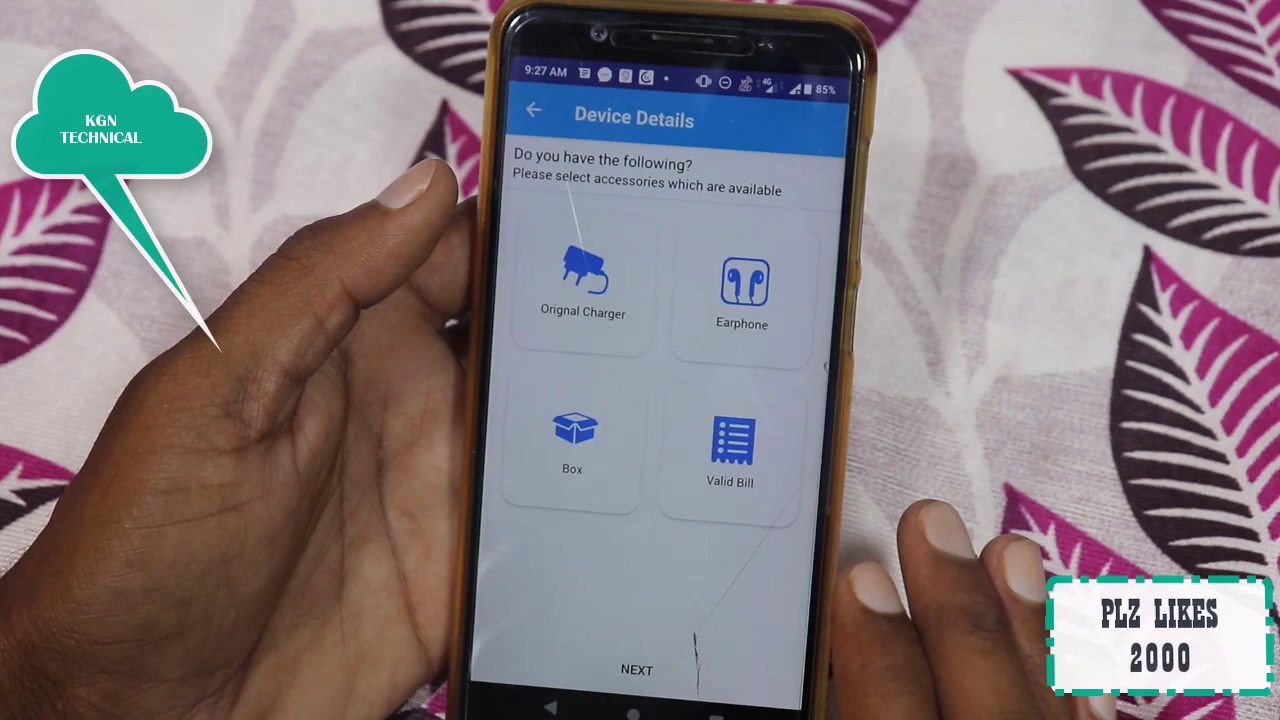 KGN
TECHNICAL
9:27 AM
4G
85%
Device Details
Do you have the following?
Please select accessories which are available
Orignal Charger
Earphone
Box
Valid Bill
NEXT
PLZ LIKES
2000